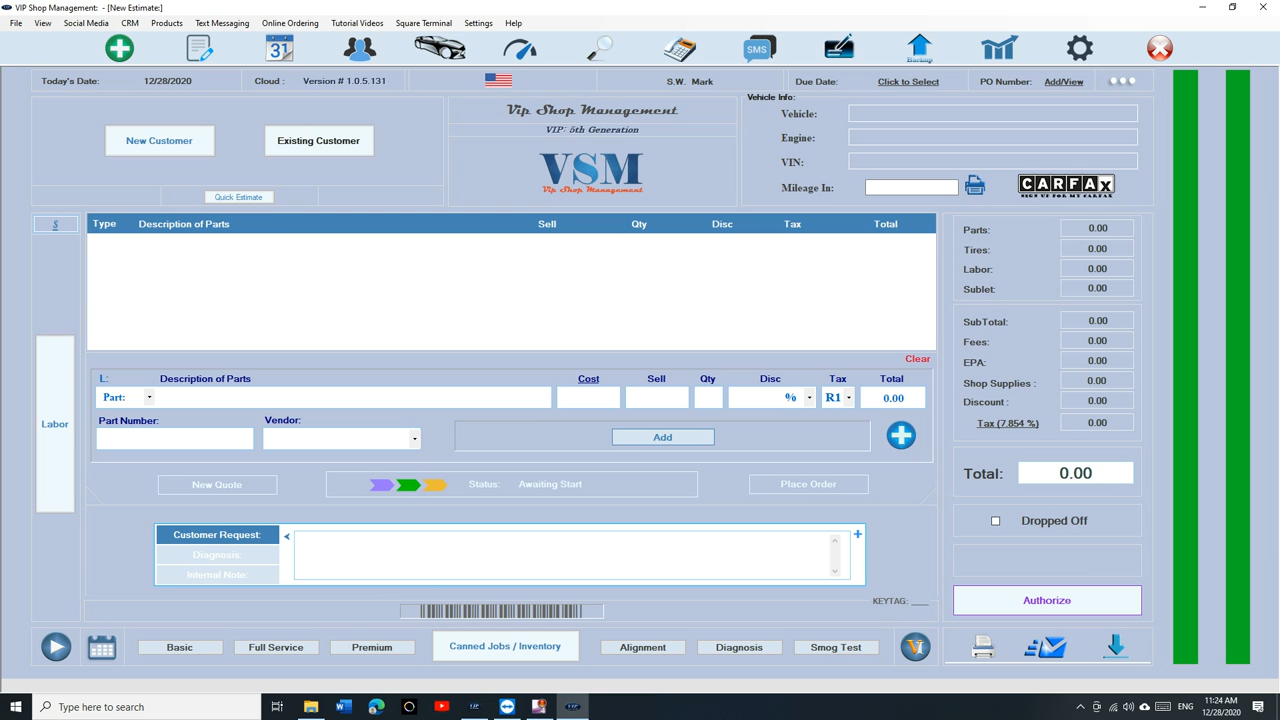 VIP Shop Management: - [New Estimate:]
File View Social Media CRM Products Text Messaging Online Ordering Tutorial Videos Square Terminal Settings Help
31 SMS Backup
Today's Date: 12/28/2020 Cloud : Version # 1.0.5.131 S.W. Mark Due Date: Click to Select PO Number: Add/View
New Customer Existing Customer
Quick Estimate
Vip Shop Management
VIP: 5th Generation
VSM
Vip Shop Management
Vehicle Info:
Vehicle:
Engine:
VIN:
Mileage In: CARFAX
SIGN UP FOR MY CARFAX
$ Type Description of Parts Sell Qty Disc Tax Total
Labor
Clear
L: Description of Parts Cost Sell Qty Disc Tax Total
Part: % R1 0.00
Part Number: Vendor:
Add
New Quote Status: Awaiting Start Place Order
Customer Request:
Diagnosis:
Internal Note:
KEYTAG: ___
Parts: 0.00
Tires: 0.00
Labor: 0.00
Sublet: 0.00
SubTotal: 0.00
Fees: 0.00
EPA: 0.00
Shop Supplies : 0.00
Discount : 0.00
Tax (7.854 %) 0.00
Total: 0.00
Dropped Off
Authorize
Basic Full Service Premium Canned Jobs / Inventory Alignment Diagnosis Smog Test
Type here to search
ENG
11:24 AM
12/28/2020